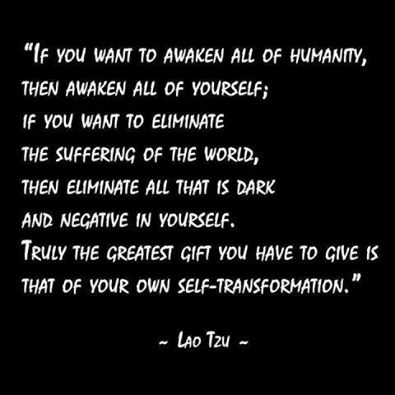 “If you want to awaken all of humanity,
then awaken all of yourself;
if you want to eliminate
the suffering of the world,
then eliminate all that is dark
and negative in yourself.
Truly the greatest gift you have to give is
that of your own self-transformation.”
~ Lao Tzu ~